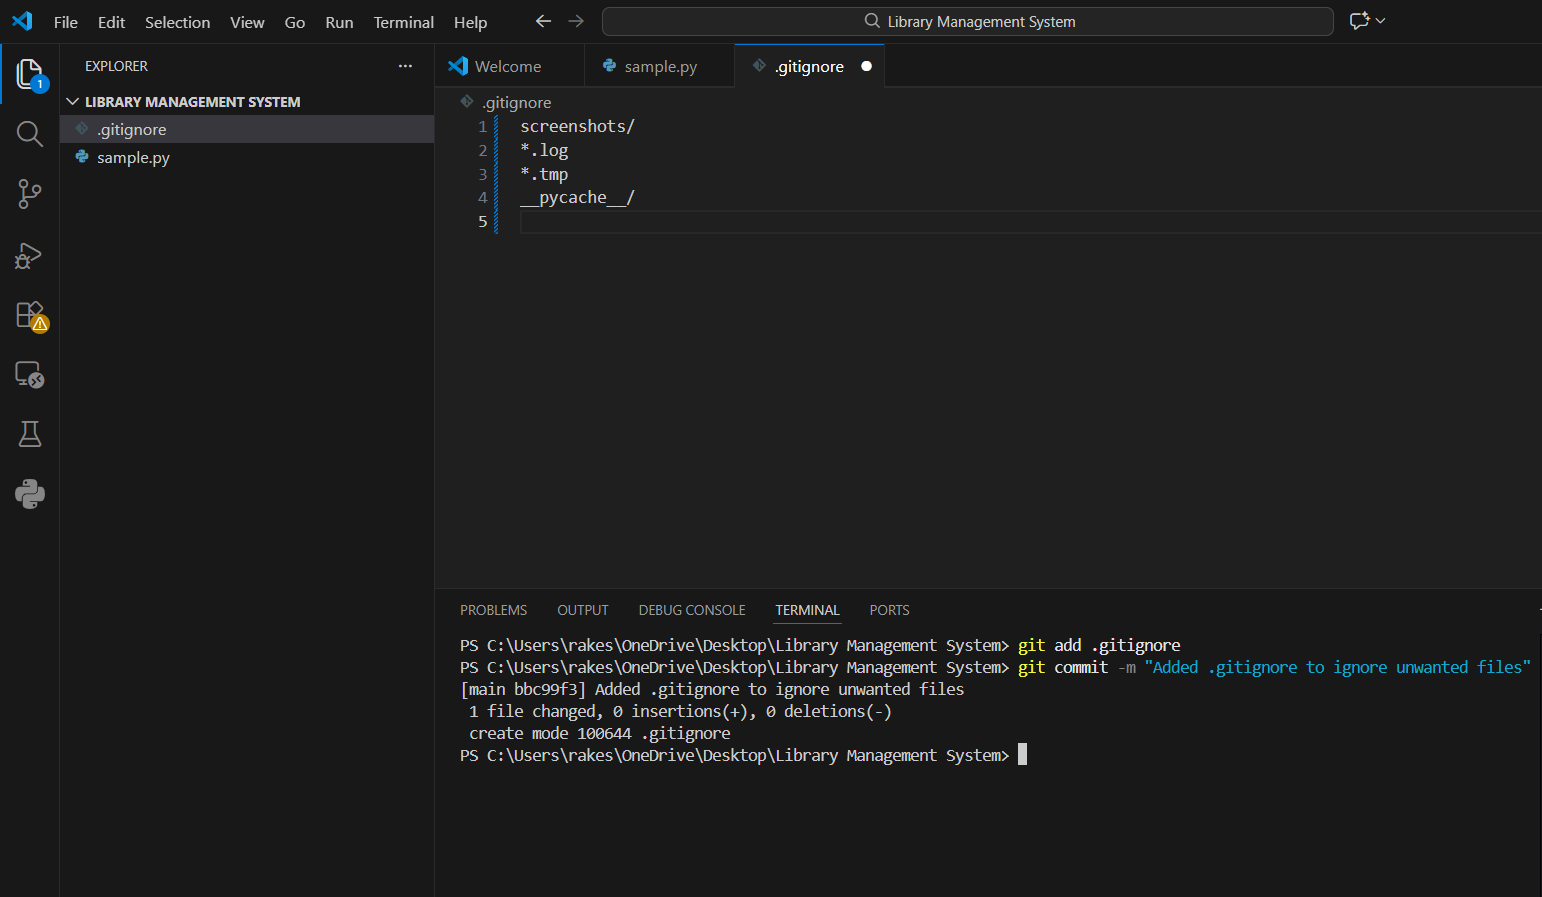 File Edit Selection View Go Run Terminal Help Library Management System
EXPLORER ...
1
LIBRARY MANAGEMENT SYSTEM
.gitignore
sample.py
Welcome sample.py .gitignore
.gitignore
1 screenshots/
2 *.log
3 *.tmp
4 __pycache__/
5
PROBLEMS OUTPUT DEBUG CONSOLE TERMINAL PORTS
PS C:\Users\rakes\OneDrive\Desktop\Library Management System> git add .gitignore
PS C:\Users\rakes\OneDrive\Desktop\Library Management System> git commit -m "Added .gitignore to ignore unwanted files"
[main bbc99f3] Added .gitignore to ignore unwanted files
1 file changed, 0 insertions(+), 0 deletions(-)
create mode 100644 .gitignore
PS C:\Users\rakes\OneDrive\Desktop\Library Management System>